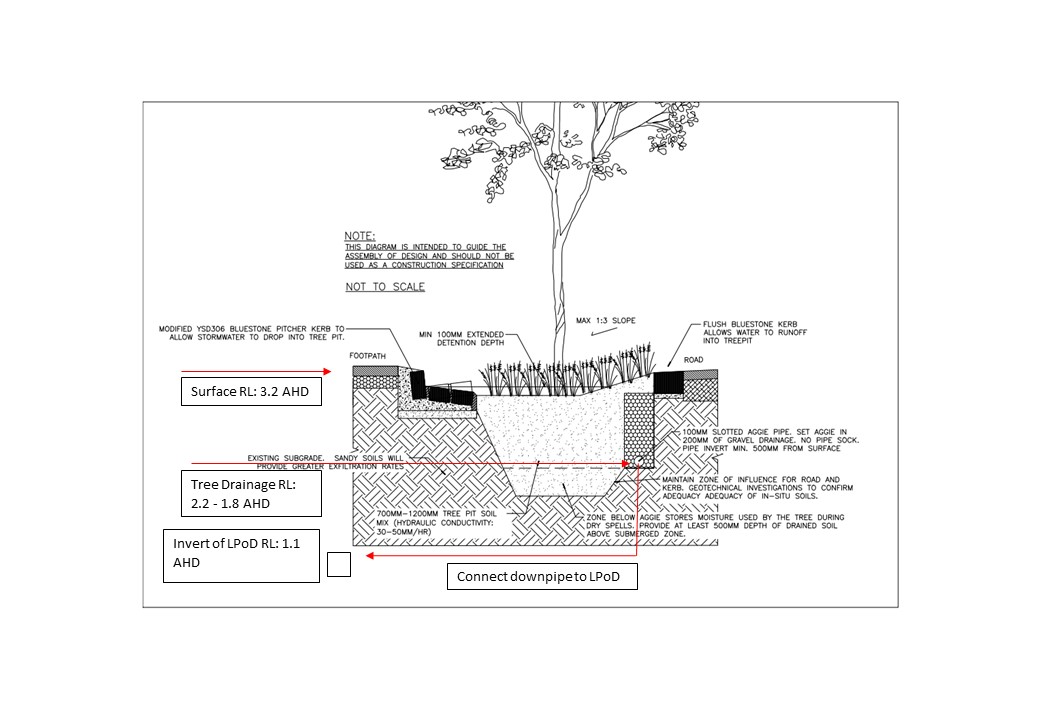 NOTE:
THIS DIAGRAM IS INTENDED TO GUIDE THE
ASSEMBLY OF DESIGN AND SHOULD NOT BE
USED AS A CONSTRUCTION SPECIFICATION
NOT TO SCALE
MODIFIED YSD306 BLUESTONE PITCHER KERB TO
ALLOW STORMWATER TO DROP INTO TREE PIT.
MIN 100MM EXTENDED
DETENTION DEPTH
MAX 1:3 SLOPE
FLUSH BLUESTONE KERB
ALLOWS WATER TO RUNOFF
INTO TREEPIT
FOOTPATH
ROAD
Surface RL: 3.2 AHD
100MM SLOTTED AGGIE PIPE. SET AGGIE IN
200MM OF GRAVEL DRAINAGE. NO PIPE SOCK.
PIPE INVERT MIN. 500MM FROM SURFACE
EXISTING SUBGRADE. SANDY SOILS WILL
PROVIDE GREATER EXFILTRATION RATES
Tree Drainage RL:
2.2 - 1.8 AHD
MAINTAIN ZONE OF INFLUENCE FOR ROAD AND
KERB. GEOTECHNICAL INVESTIGATIONS TO CONFIRM
ADEQUACY ADEQUACY OF IN-SITU SOILS.
700MM-1200MM TREE PIT SOIL
MIX (HYDRAULIC CONDUCTIVITY:
30-50MM/HR)
ZONE BELOW AGGIE STORES MOISTURE USED BY THE TREE DURING
DRY SPELLS. PROVIDE AT LEAST 500MM DEPTH OF DRAINED SOIL
ABOVE SUBMERGED ZONE.
Invert of LPoD RL: 1.1
AHD
Connect downpipe to LPoD